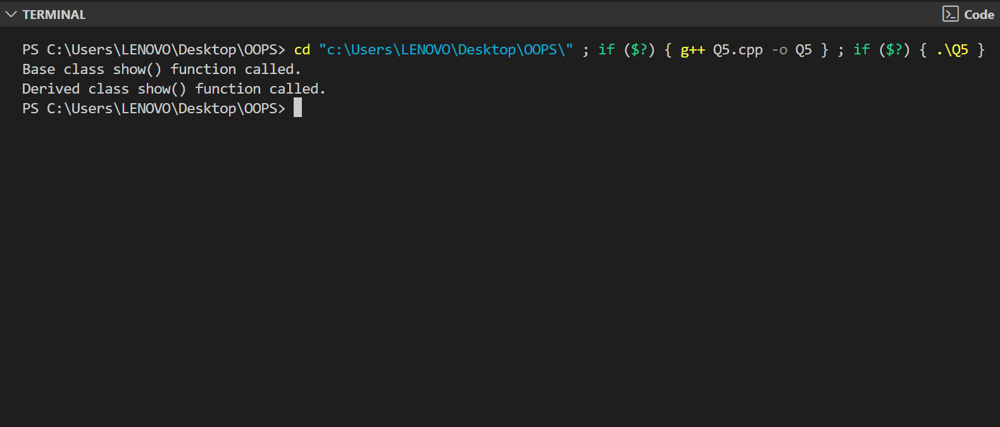 TERMINAL
Code
PS C:\Users\LENOVO\Desktop\OOPS> cd "c:\Users\LENOVO\Desktop\OOPS\" ; if ($?) { g++ Q5.cpp -o Q5 } ; if ($?) { .\Q5 }
Base class show() function called.
Derived class show() function called.
PS C:\Users\LENOVO\Desktop\OOPS>